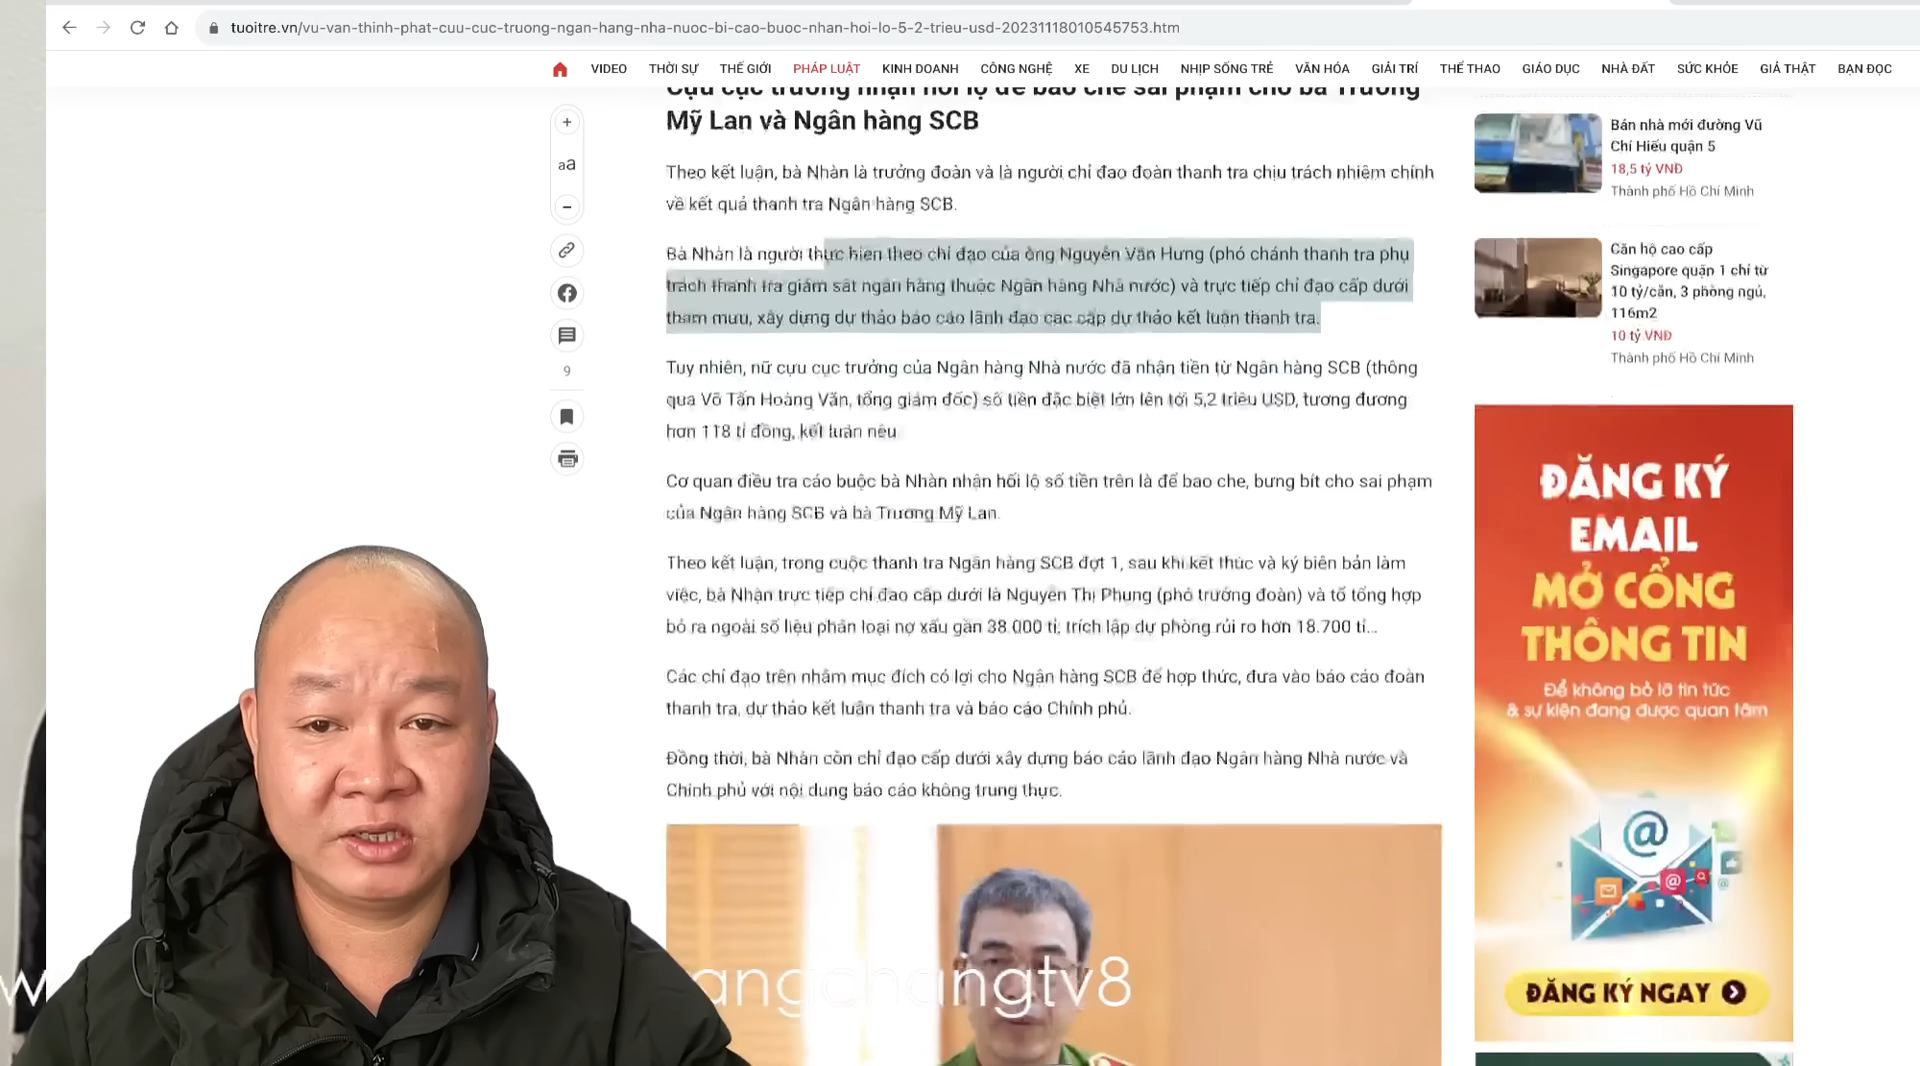 tuoitre.vn/vu-van-thinh-phat-cuu-cuc-truong-ngan-hang-nha-nuoc-bi-cao-buoc-nhan-hoi-lo-5-2-trieu-usd-20231118010545753.htm
VIDEO THỜI SỰ THẾ GIỚI PHÁP LUẬT KINH DOANH CÔNG NGHỆ XE DU LỊCH NHỊP SỐNG TRẺ VĂN HÓA GIẢI TRÍ THỂ THAO GIÁO DỤC NHÀ ĐẤT SỨC KHỎE GIẢ THẬT BẠN ĐỌC
Cựu cục trưởng nhận hối lộ để bao che sai phạm cho bà Trương
Mỹ Lan và Ngân hàng SCB
Theo kết luận, bà Nhàn là trưởng đoàn và là người chỉ đạo đoàn thanh tra chịu trách nhiệm chính
về kết quả thanh tra Ngân hàng SCB.
Bà Nhàn là người thực hiện theo chỉ đạo của ông Nguyễn Văn Hưng (phó chánh thanh tra phụ
trách thanh tra giám sát ngân hàng thuộc Ngân hàng Nhà nước) và trực tiếp chỉ đạo cấp dưới
tham mưu, xây dựng dự thảo báo cáo lãnh đạo các cấp dự thảo kết luận thanh tra.
Tuy nhiên, nữ cựu cục trưởng của Ngân hàng Nhà nước đã nhận tiền từ Ngân hàng SCB (thông
qua Võ Tấn Hoàng Văn, tổng giám đốc) số tiền đặc biệt lớn lên tới 5,2 triệu USD, tương đương
hơn 118 tỉ đồng, kết luận nêu.
Cơ quan điều tra cáo buộc bà Nhàn nhận hối lộ số tiền trên là để bao che, bưng bít cho sai phạm
của Ngân hàng SCB và bà Trương Mỹ Lan.
Theo kết luận, trong cuộc thanh tra Ngân hàng SCB đợt 1, sau khi kết thúc và ký biên bản làm
việc, bà Nhàn trực tiếp chỉ đạo cấp dưới là Nguyễn Thị Phụng (phó trưởng đoàn) và tổ tổng hợp
bỏ ra ngoài số liệu phân loại nợ xấu gần 38.000 tỉ; trích lập dự phòng rủi ro hơn 18.700 tỉ...
Các chỉ đạo trên nhằm mục đích có lợi cho Ngân hàng SCB để hợp thức, đưa vào báo cáo đoàn
thanh tra, dự thảo kết luận thanh tra và báo cáo Chính phủ.
Đồng thời, bà Nhàn còn chỉ đạo cấp dưới xây dựng báo cáo lãnh đạo Ngân hàng Nhà nước và
Chính phủ với nội dung báo cáo không trung thực.
aa
9
Bán nhà mới đường Vũ
Chí Hiếu quận 5
18,5 tỷ VNĐ
Thành phố Hồ Chí Minh
Căn hộ cao cấp
Singapore quận 1 chỉ từ
10 tỷ/căn, 3 phòng ngủ,
116m2
10 tỷ VNĐ
Thành phố Hồ Chí Minh
ĐĂNG KÝ
EMAIL
MỞ CỔNG
THÔNG TIN
Để không bỏ lỡ tin tức
& sự kiện đang được quan tâm
ĐĂNG KÝ NGAY
angchangtv8